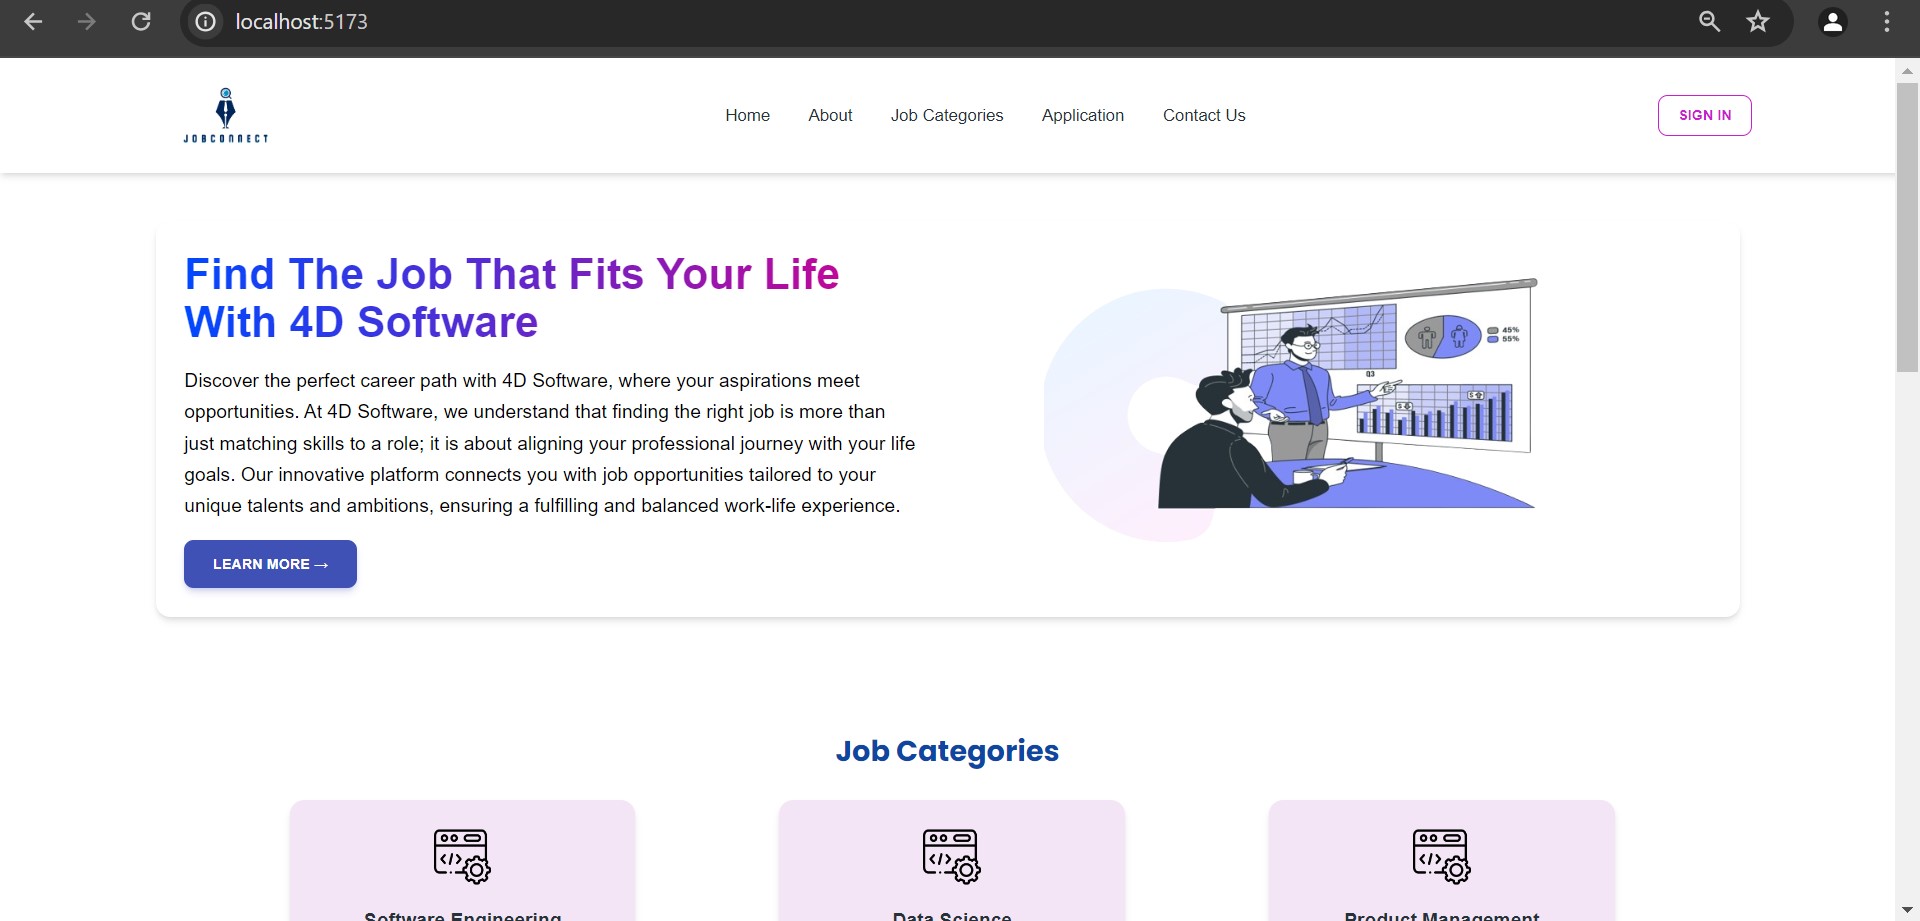 localhost:5173
JOBCONNECT
Home About Job Categories Application Contact Us
SIGN IN
Find The Job That Fits Your Life
With 4D Software
Discover the perfect career path with 4D Software, where your aspirations meet
opportunities. At 4D Software, we understand that finding the right job is more than
just matching skills to a role; it is about aligning your professional journey with your life
goals. Our innovative platform connects you with job opportunities tailored to your
unique talents and ambitions, ensuring a fulfilling and balanced work-life experience.
LEARN MORE →
45%
55%
Q3
$
$
Job Categories
</>
</>
</>
Software Engineering
Data Science
Product Management